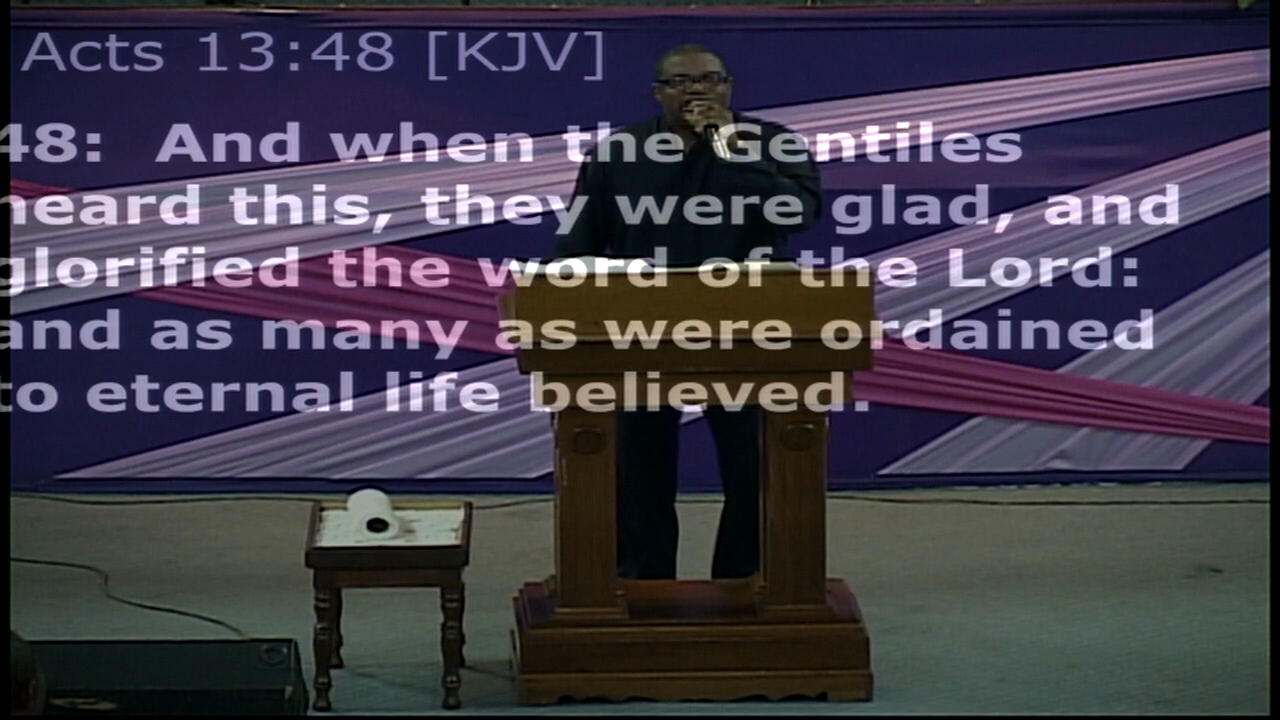 Acts 13:48 [KJV]
48: And when the Gentiles
heard this, they were glad, and
glorified the word of the Lord:
and as many as were ordained
to eternal life believed.